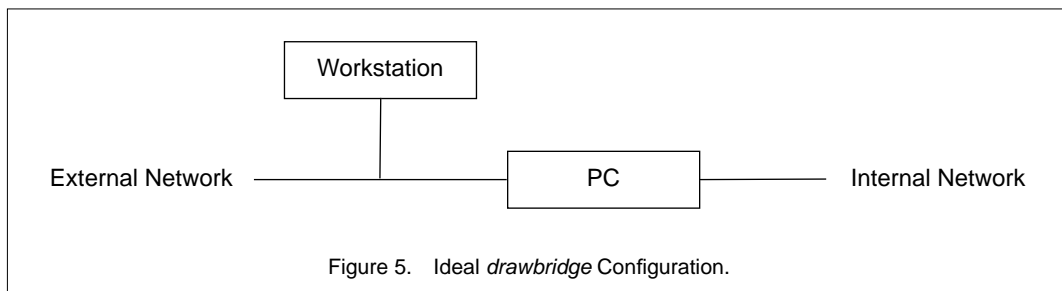 Workstation
External Network
PC
Internal Network
Figure 5. Ideal drawbridge Configuration.